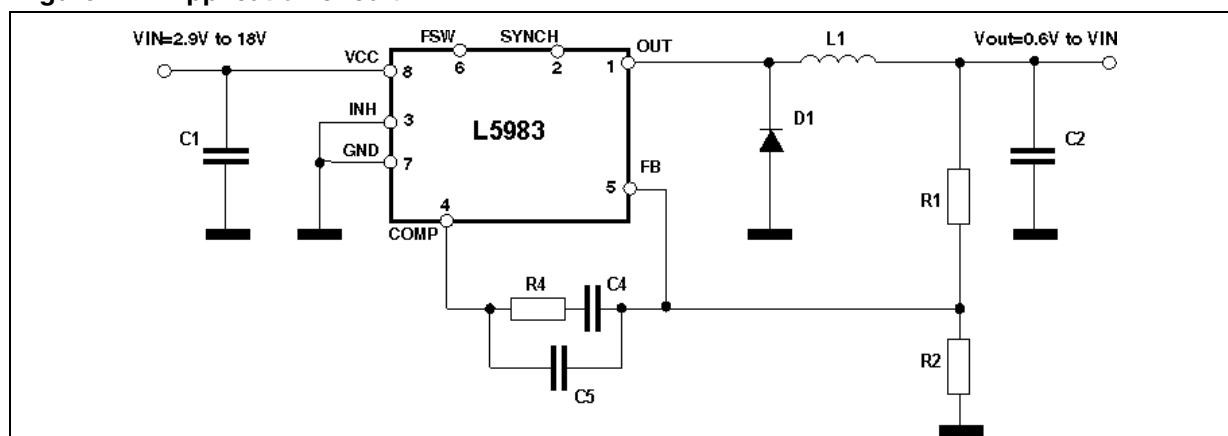 VIN=2.9V to 18V
FSW
SYNCH
OUT
L1
Vout=0.6V to VIN
VCC
8
6
2
1
INH
3
L5983
D1
C1
GND
7
FB
5
C2
R1
4
COMP
R4
C4
R2
C5